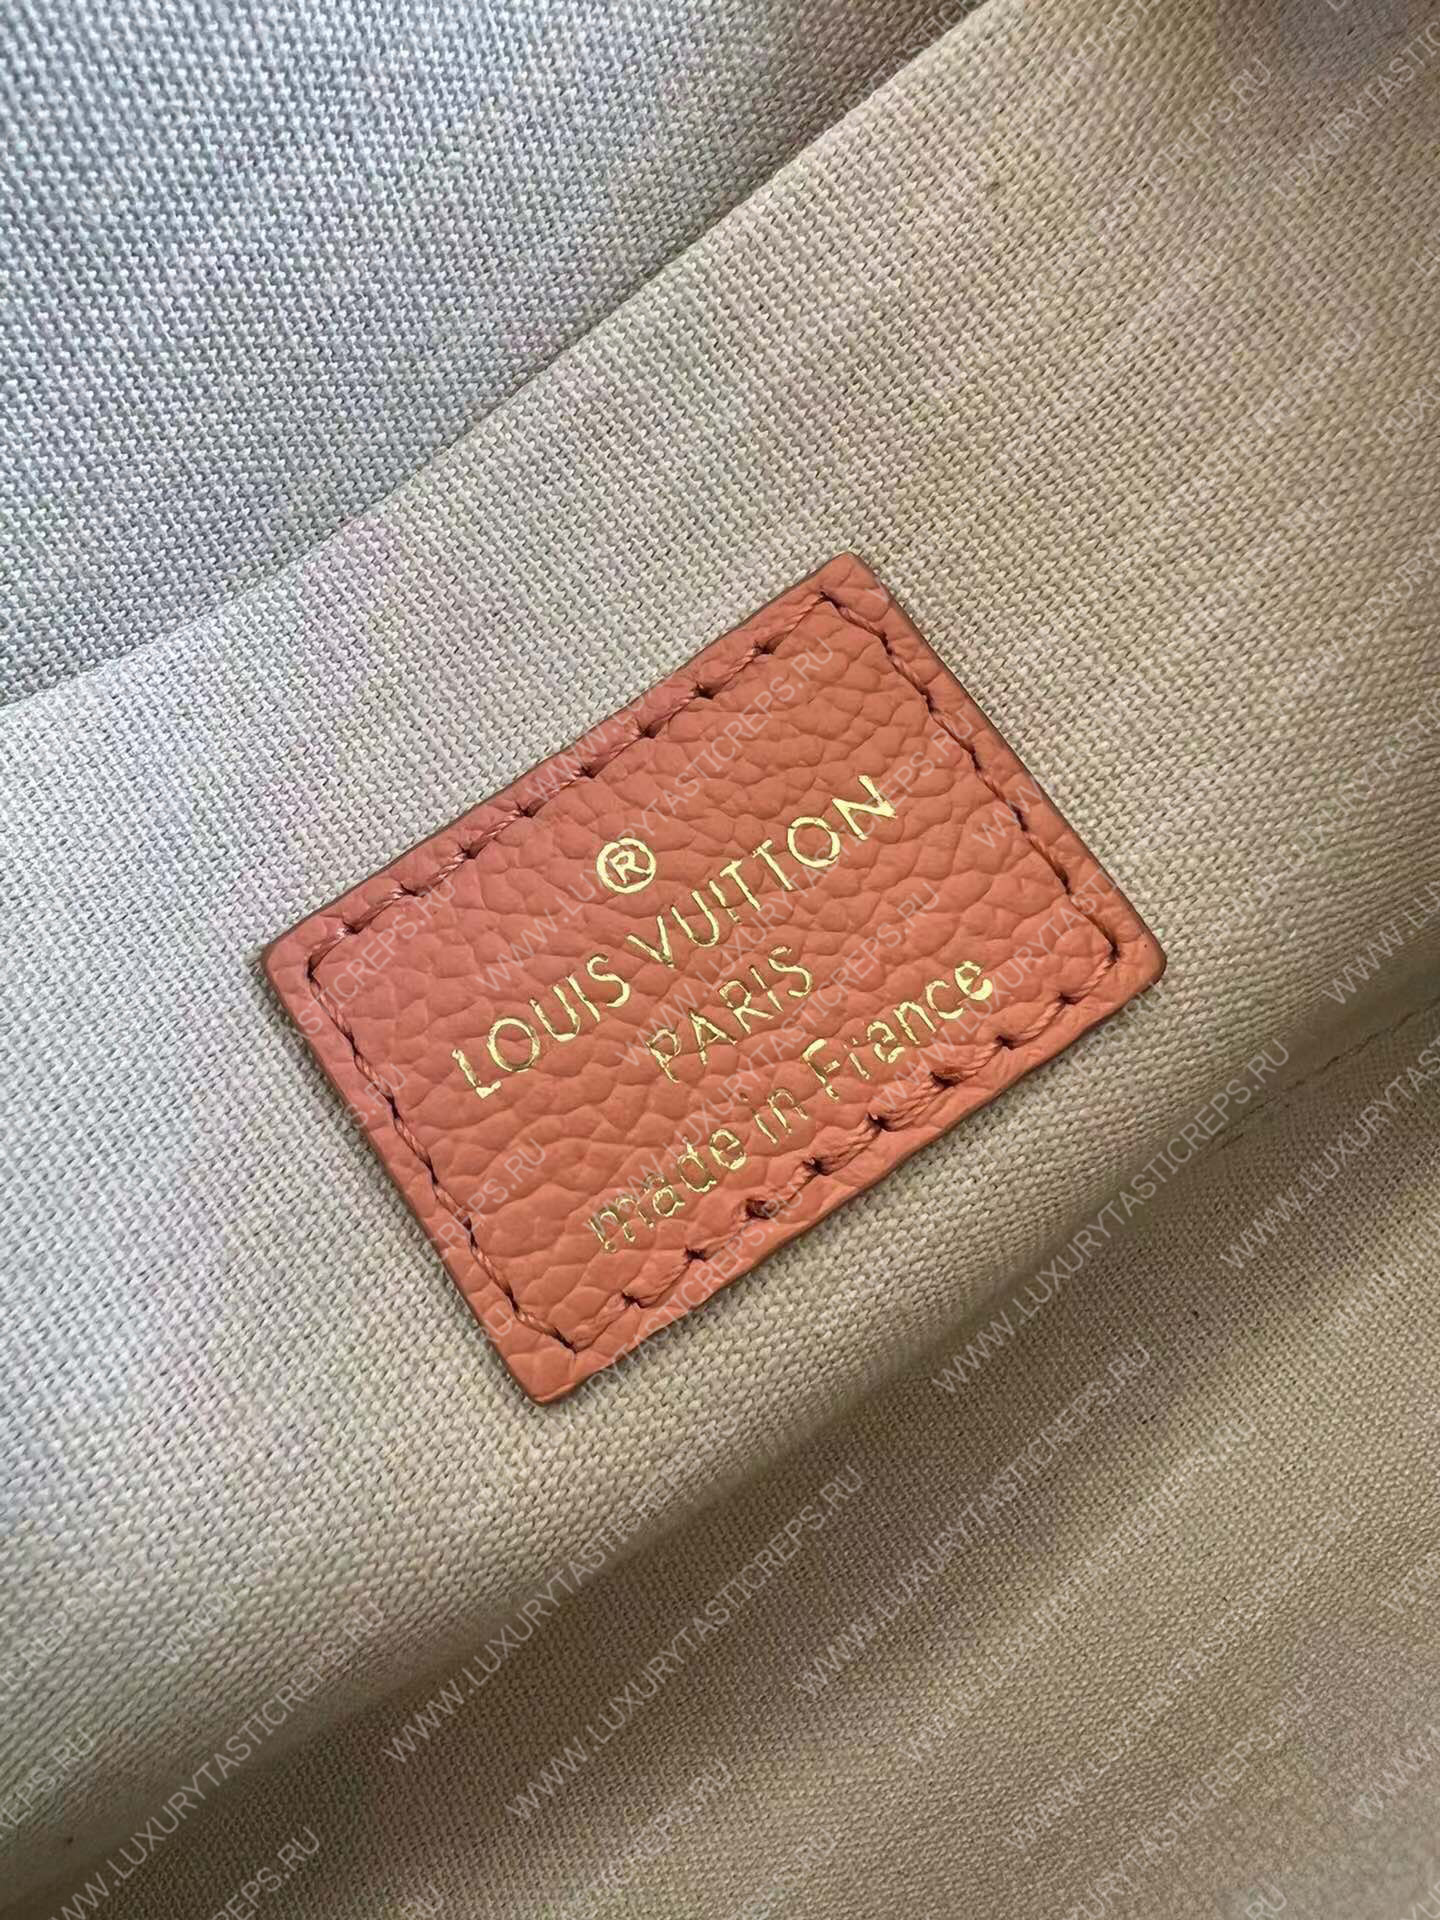 ®
LOUIS VUITTON
PARIS
made in France
WWW.LUXURYTASTICREPS.RU